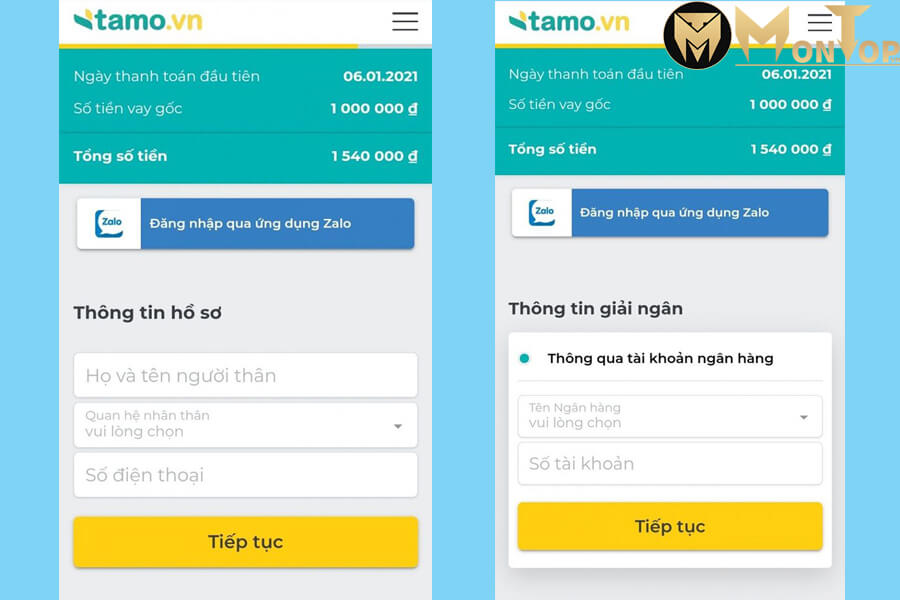 tamo.vn
Ngày thanh toán đầu tiên 06.01.2021
Số tiền vay gốc 1 000 000 ₫
Tổng số tiền 1 540 000 ₫
Zalo Đăng nhập qua ứng dụng Zalo
Thông tin hồ sơ
Họ và tên người thân
Quan hệ nhân thân
vui lòng chọn
Số điện thoại
Tiếp tục
tamo.vn
MONTOP
Ngày thanh toán đầu tiên 06.01.2021
Số tiền vay gốc 1 000 000 ₫
Tổng số tiền 1 540 000 ₫
Zalo Đăng nhập qua ứng dụng Zalo
Thông tin giải ngân
Thông qua tài khoản ngân hàng
Tên Ngân hàng
vui lòng chọn
Số tài khoản
Tiếp tục